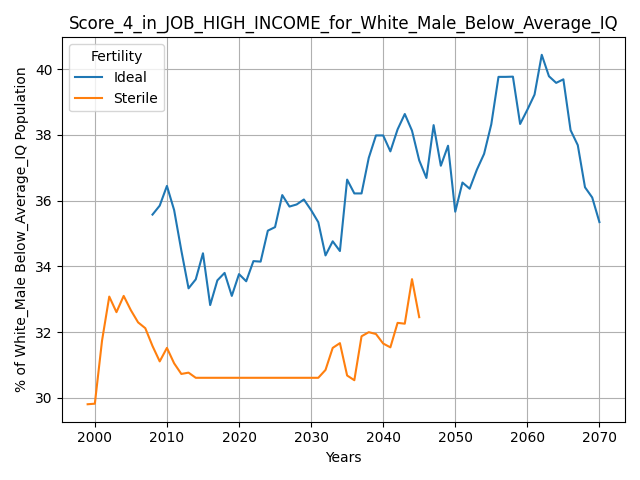 Score_4_in_JOB_HIGH_INCOME_for_White_Male_Below_Average_IQ
Fertility
Ideal
Sterile
% of White_Male Below_Average_IQ Population
40
38
36
34
32
30
2000
2010
2020
2030
2040
2050
2060
2070
Years